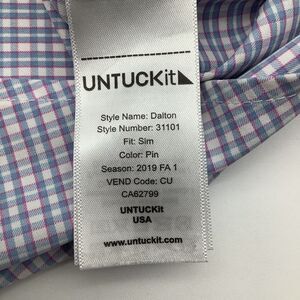 UNTUCKit
Style Name: Dalton
Style Number: 31101
Fit: Sim
Color: Pin
Season: 2019 FA 1
VEND Code: CU
CA62799
UNTUCKit
USA
www.untuckit.com